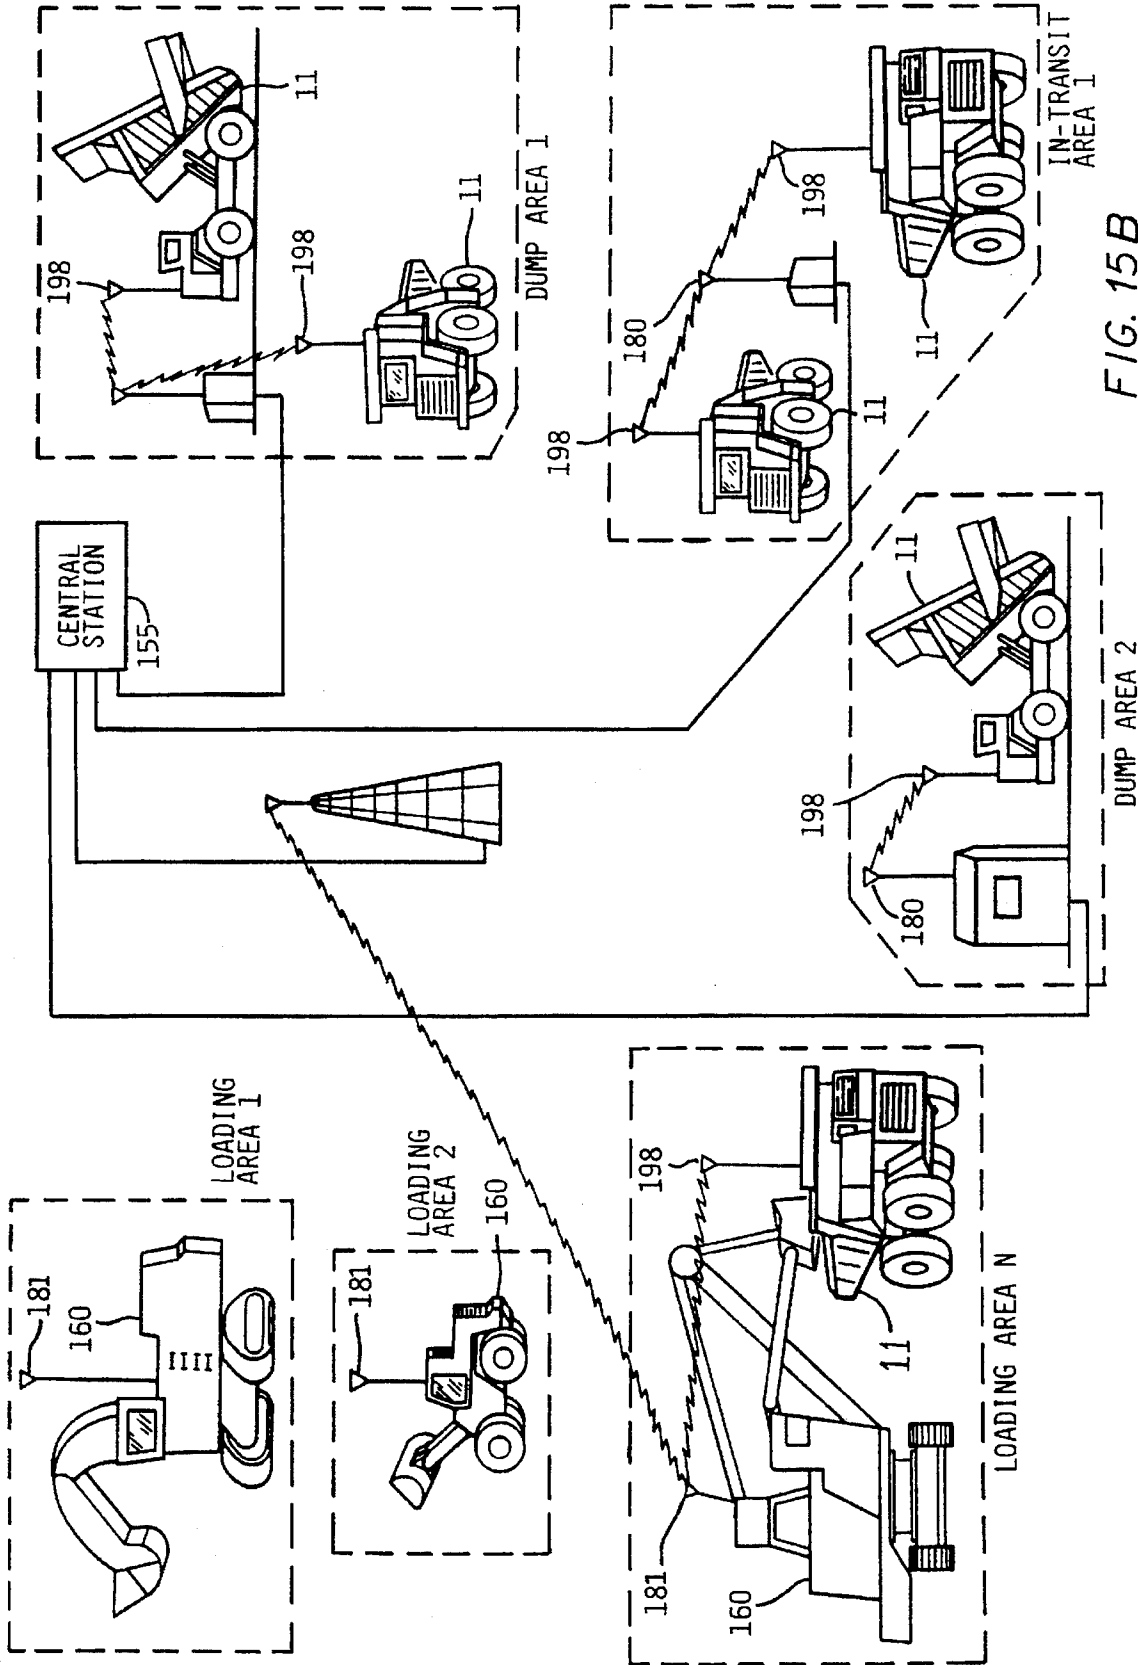 LOADING
AREA 1
181
160
LOADING
AREA 2
181
160
181
160
198
11
LOADING AREA N
CENTRAL
STATION
155
198
11
198
11
DUMP AREA 1
198
180
198
11
11
IN-TRANSIT
AREA 1
198
180
11
DUMP AREA 2
FIG. 15B